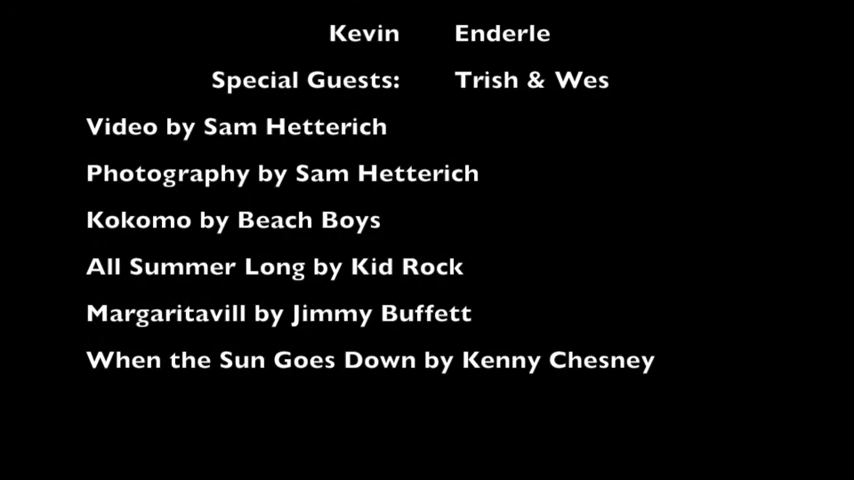 Kevin Enderle
Special Guests: Trish & Wes
Video by Sam Hetterich
Photography by Sam Hetterich
Kokomo by Beach Boys
All Summer Long by Kid Rock
Margaritavill by Jimmy Buffett
When the Sun Goes Down by Kenny Chesney